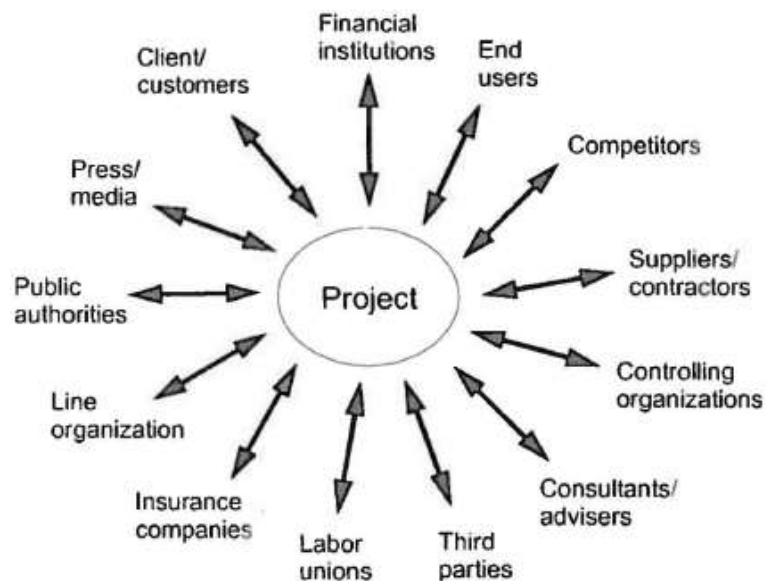 Financial
institutions
End
users
Competitors
Suppliers/
contractors
Controlling
organizations
Consultants/
advisers
Third
parties
Labor
unions
Insurance
companies
Line
organization
Public
authorities
Press/
media
Client/
customers
Project